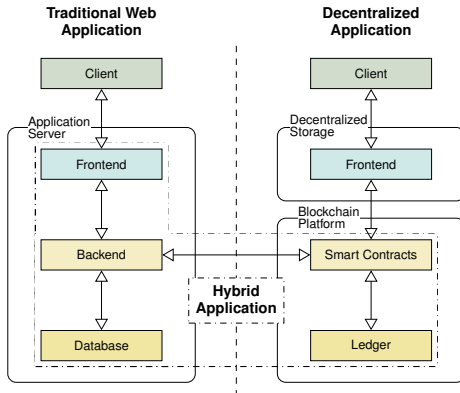 Traditional Web
Application
Decentralized
Application
Client
Client
Application
Server
Decentralized
Storage
Frontend
Frontend
Blockchain
Platform
Backend
Smart Contracts
Hybrid
Application
Database
Ledger